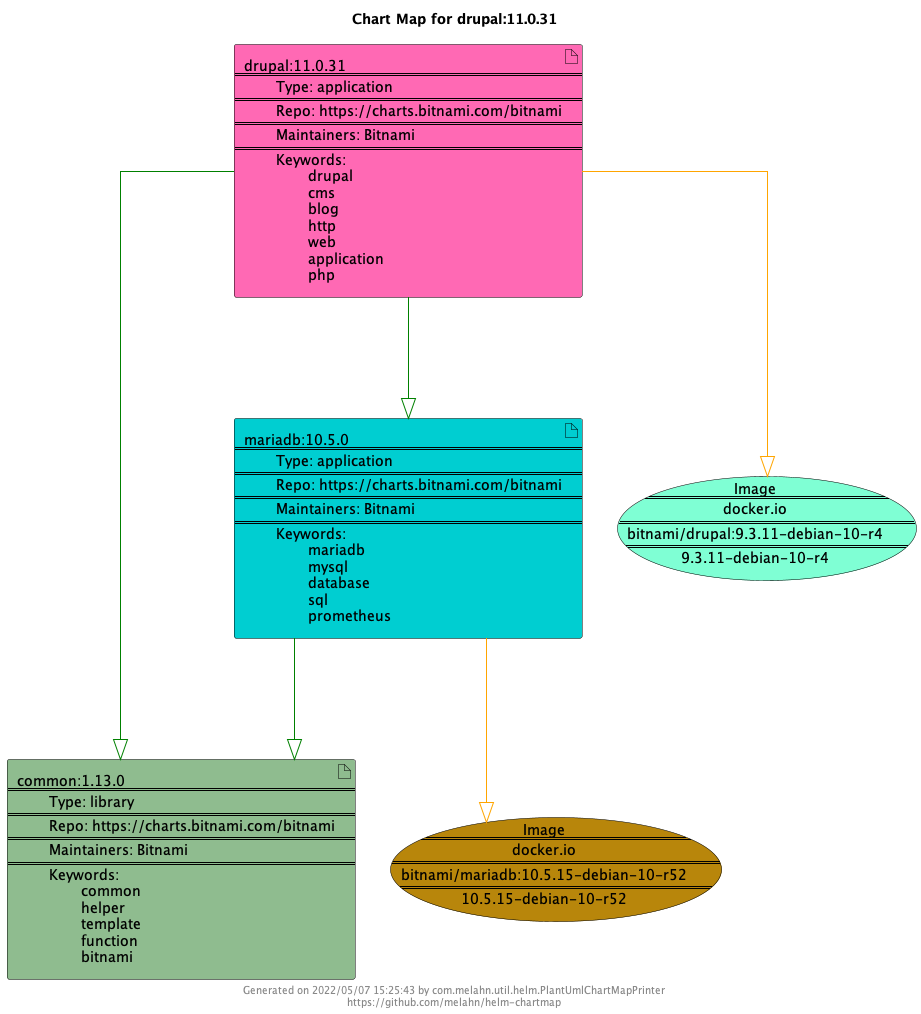 Chart Map for drupal:11.0.31
drupal:11.0.31
Type: application
Repo: https://charts.bitnami.com/bitnami
Maintainers: Bitnami
Keywords:
drupal
cms
blog
http
web
application
php
mariadb:10.5.0
Type: application
Repo: https://charts.bitnami.com/bitnami
Maintainers: Bitnami
Keywords:
mariadb
mysql
database
sql
prometheus
Image
docker.io
bitnami/drupal:9.3.11-debian-10-r4
9.3.11-debian-10-r4
common:1.13.0
Type: library
Repo: https://charts.bitnami.com/bitnami
Maintainers: Bitnami
Keywords:
common
helper
template
function
bitnami
Image
docker.io
bitnami/mariadb:10.5.15-debian-10-r52
10.5.15-debian-10-r52
Generated on 2022/05/07 15:25:43 by com.melahn.util.helm.PlantUmlChartMapPrinter
https://github.com/melahn/helm-chartmap